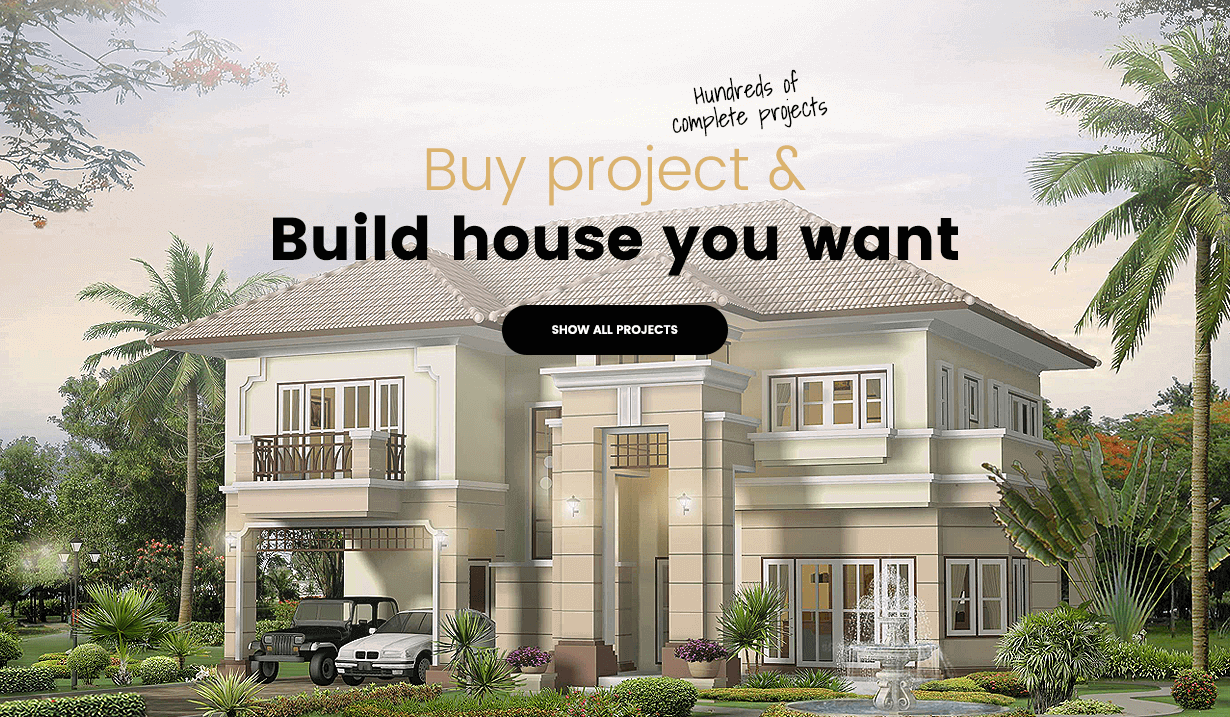 Hundreds of
complete projects
Buy project &
Build house you want
SHOW ALL PROJECTS